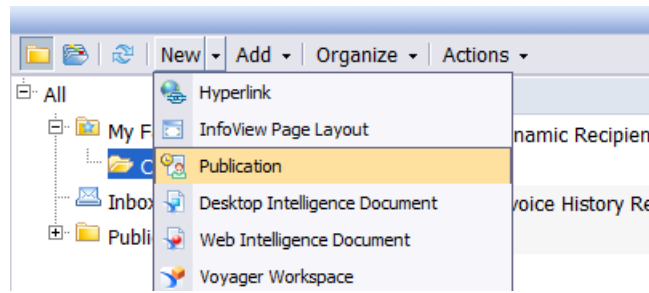 New Add Organize Actions
All
Hyperlink
My F InfoView Page Layout namic Recipien
C Publication
Inbox Desktop Intelligence Document voice History Re
Publi Web Intelligence Document
Voyager Workspace